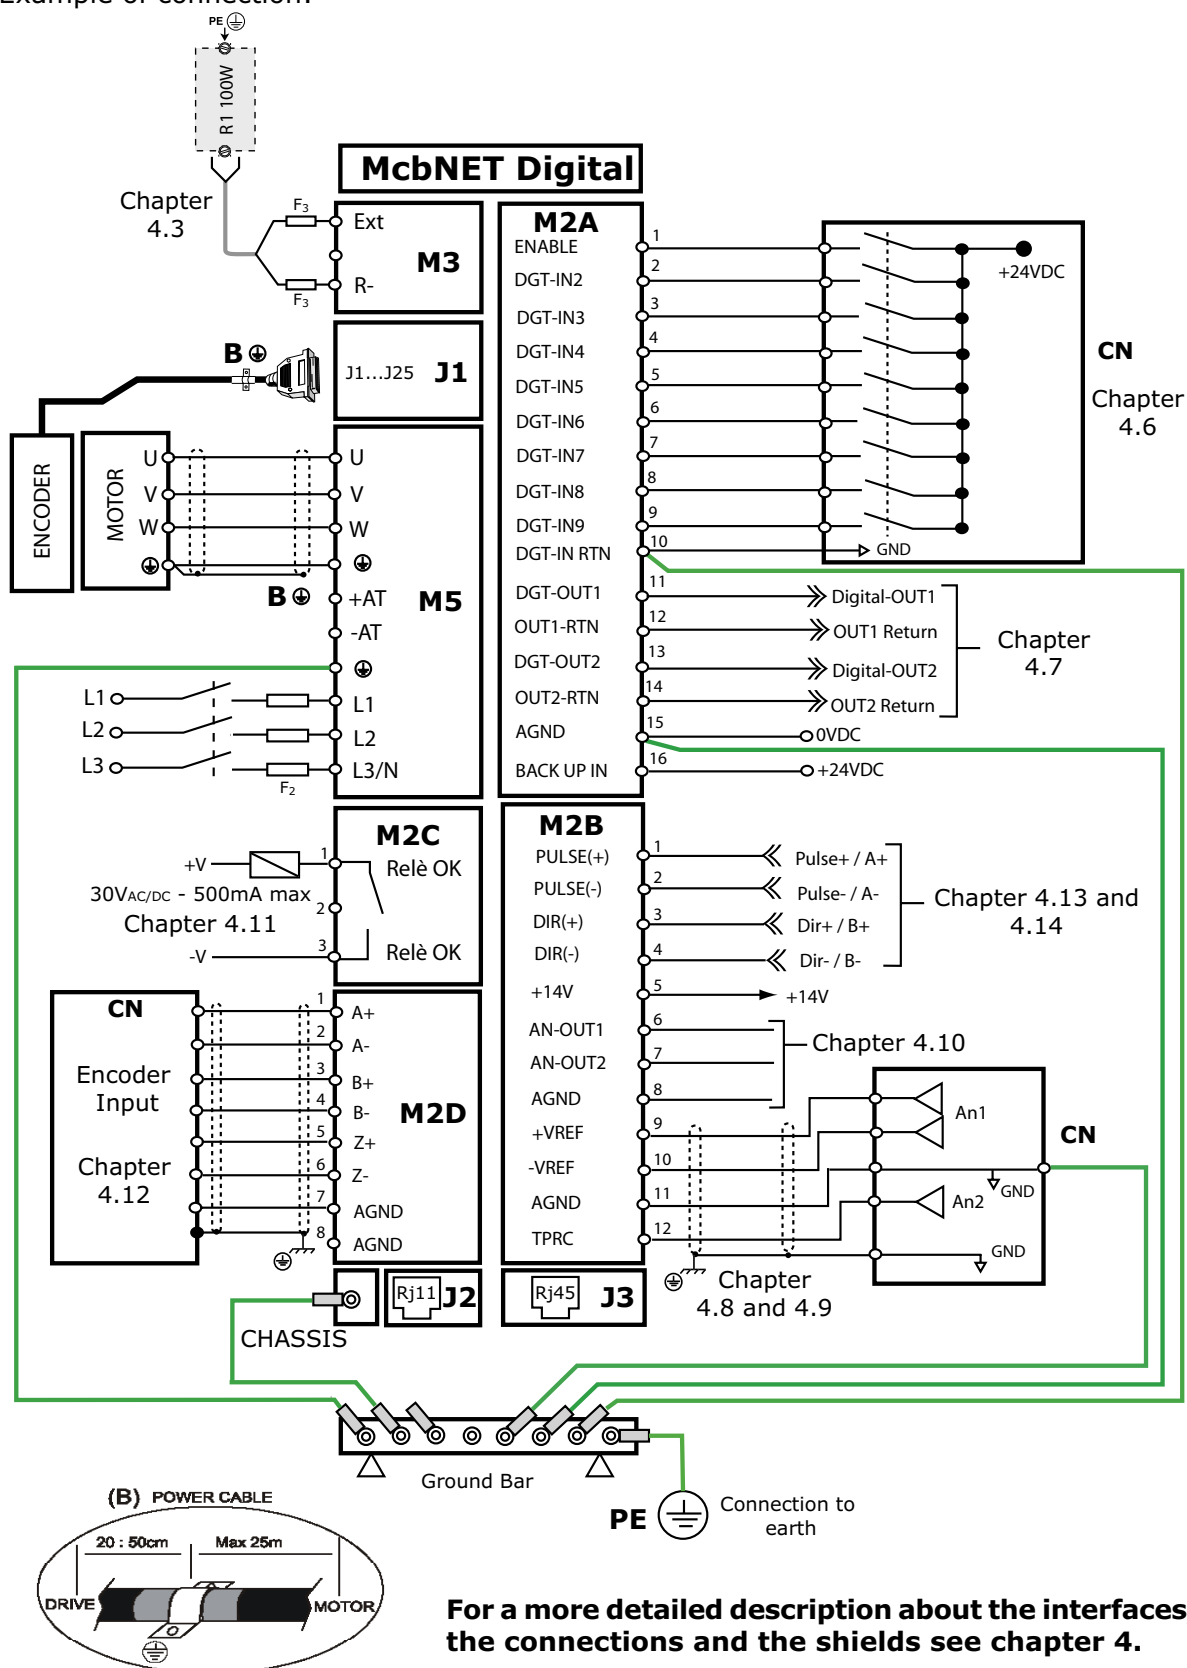 Example of connection:
PE
R1 100W
McbNET Digital
Chapter
4.3
F3
Ext
M3
R-
F3
B
J1...J25 J1
ENCODER
MOTOR
U
V
W
U
V
W
B
+AT
M5
-AT
L1
L2
L3
L1
L2
L3/N
F2
M2A
ENABLE 1
DGT-IN2 2
DGT-IN3 3
DGT-IN4 4
DGT-IN5 5
DGT-IN6 6
DGT-IN7 7
DGT-IN8 8
DGT-IN9 9
DGT-IN RTN 10
GND
+24VDC
CN
Chapter
4.6
DGT-OUT1 11 Digital-OUT1
OUT1-RTN 12 OUT1 Return
DGT-OUT2 13 Digital-OUT2
OUT2-RTN 14 OUT2 Return
Chapter
4.7
AGND 15 0VDC
BACK UP IN 16 +24VDC
M2C
+V 1 Relè OK
30VAC/DC - 500mA max
2
Chapter 4.11
-V 3 Relè OK
M2B
PULSE(+) 1 Pulse+ / A+
PULSE(-) 2 Pulse- / A-
DIR(+) 3 Dir+ / B+
DIR(-) 4 Dir- / B-
Chapter 4.13 and
4.14
+14V 5 +14V
AN-OUT1 6
AN-OUT2 7
AGND 8
Chapter 4.10
+VREF 9
-VREF 10
AGND 11
TPRC 12
An1
GND
An2
GND
CN
Chapter
4.8 and 4.9
CN
Encoder
Input
Chapter
4.12
1 A+
2 A-
3 B+
4 B-
5 Z+
6 Z-
7 AGND
8 AGND
M2D
CHASSIS
Rj11 J2
Rj45 J3
Ground Bar
PE
Connection to
earth
(B) POWER CABLE
20 : 50cm
Max 25m
DRIVE
MOTOR
For a more detailed description about the interfaces
the connections and the shields see chapter 4.